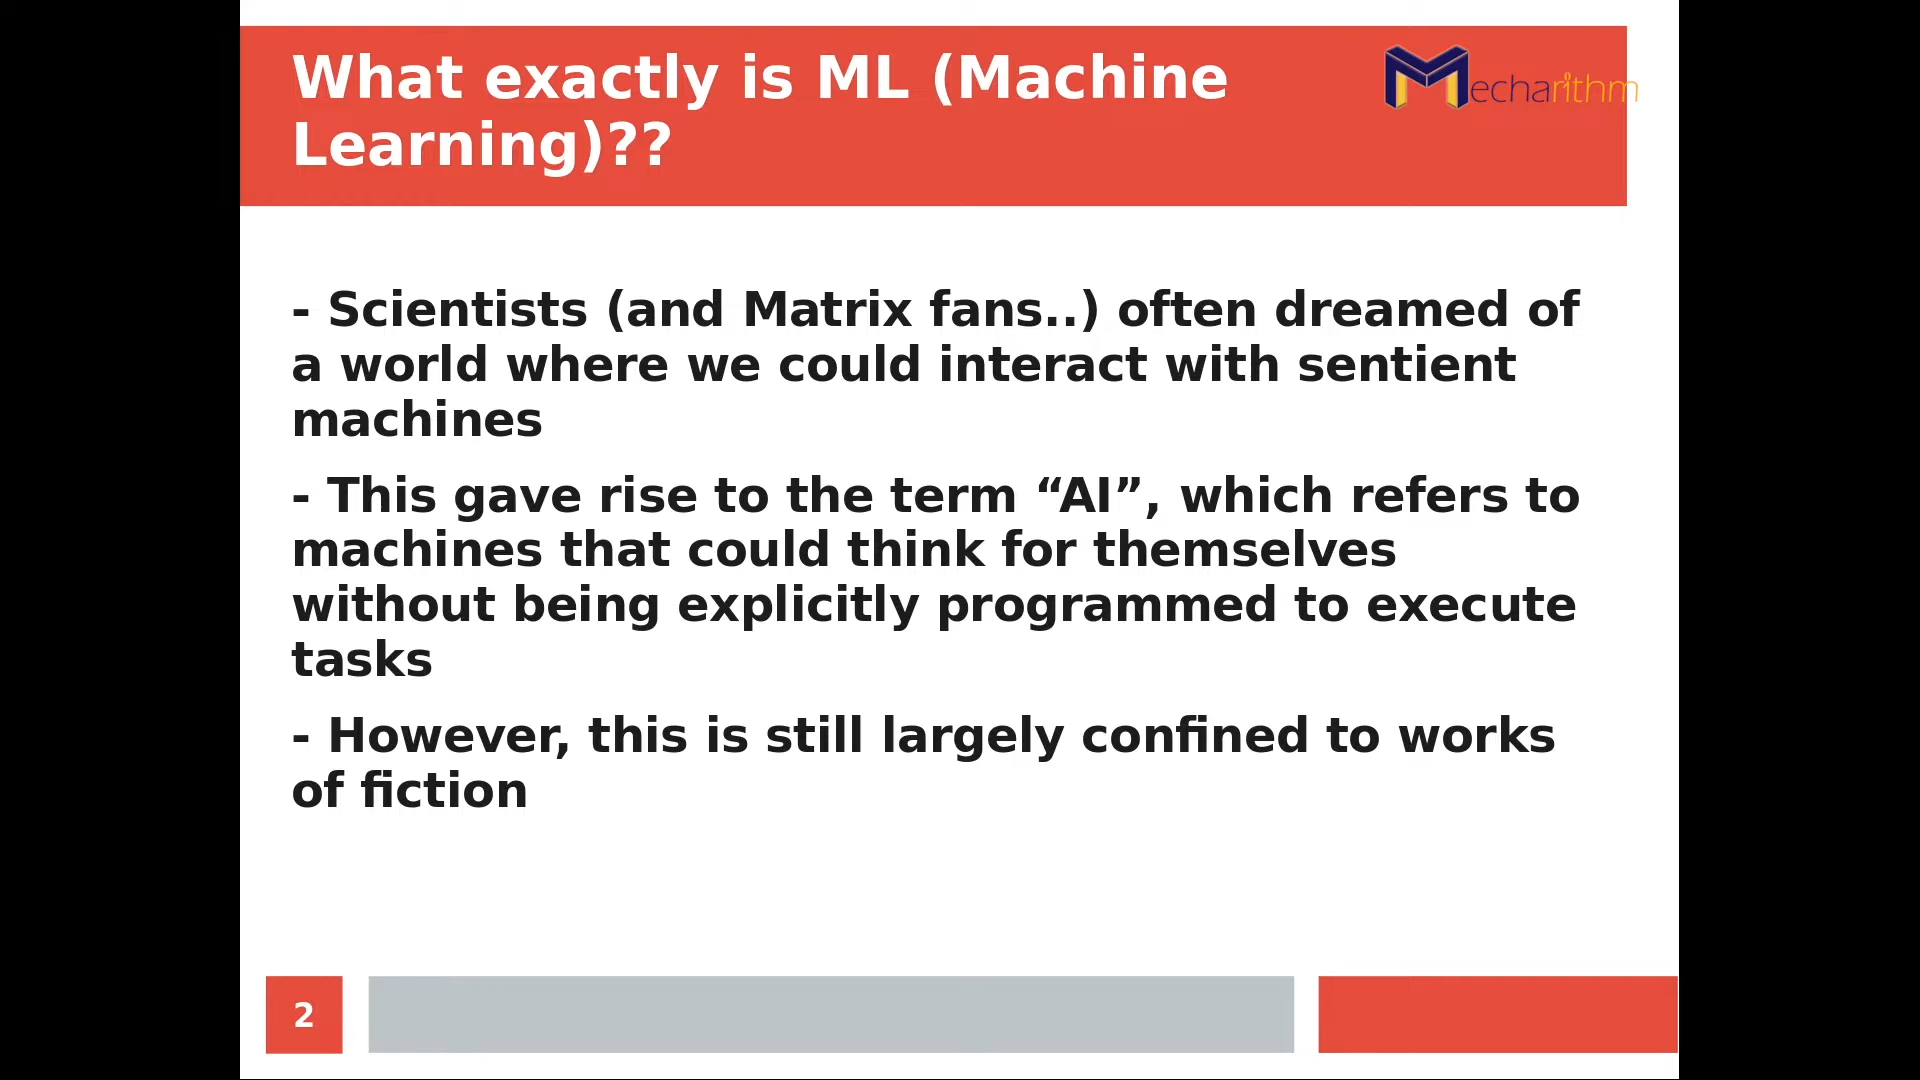 What exactly is ML (Machine
Learning)??
Mecharithm
- Scientists (and Matrix fans..) often dreamed of
a world where we could interact with sentient
machines
- This gave rise to the term “AI”, which refers to
machines that could think for themselves
without being explicitly programmed to execute
tasks
- However, this is still largely confined to works
of fiction
2